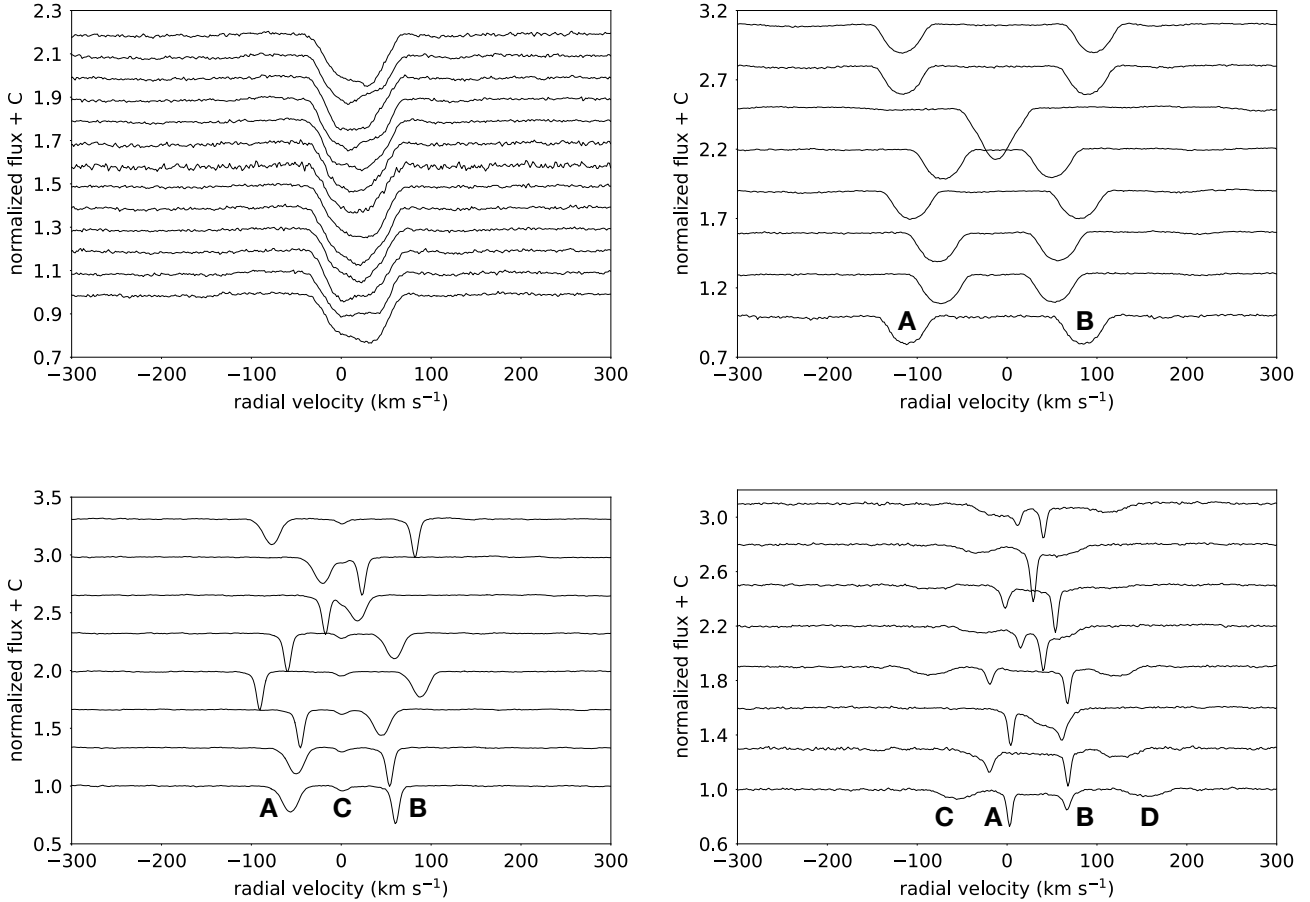 2.3
2.1
1.9
1.7
1.5
1.3
1.1
0.9
0.7
normalized flux + C
−300 −200 −100 0 100 200 300
radial velocity (km s−1)
3.2
2.7
2.2
1.7
1.2
0.7
normalized flux + C
A B
−300 −200 −100 0 100 200 300
radial velocity (km s−1)
3.5
3.0
2.5
2.0
1.5
1.0
0.5
normalized flux + C
A C B
−300 −200 −100 0 100 200 300
radial velocity (km s−1)
3.0
2.6
2.2
1.8
1.4
1.0
0.6
normalized flux + C
C A B D
−300 −200 −100 0 100 200 300
radial velocity (km s−1)